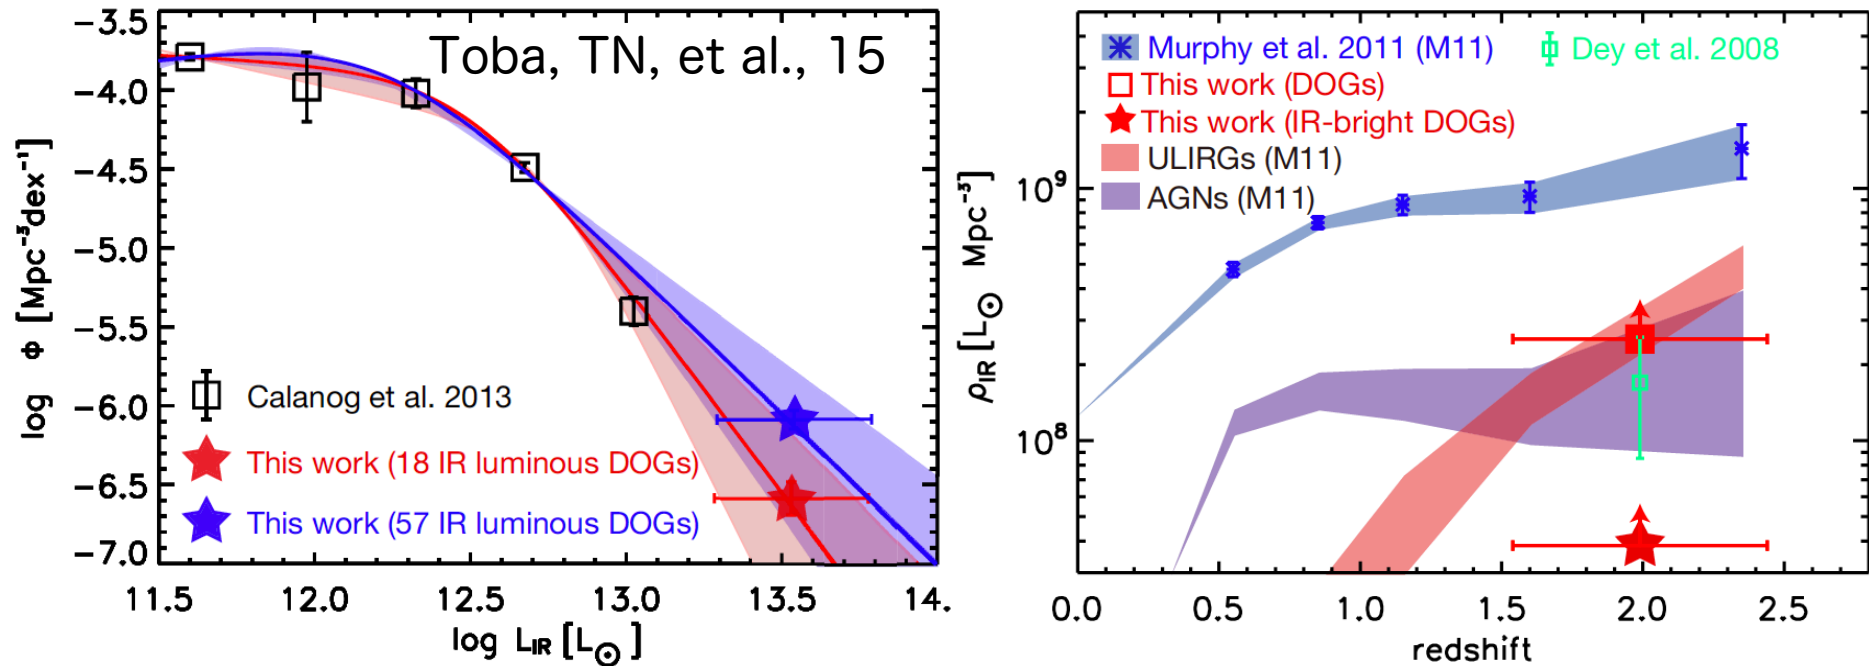 Toba, TN, et al., 15
log Φ [Mpc⁻³dex⁻¹]
-3.5
-4.0
-4.5
-5.0
-5.5
-6.0
-6.5
-7.0
Calanog et al. 2013
This work (18 IR luminous DOGs)
This work (57 IR luminous DOGs)
11.5 12.0 12.5 13.0 13.5 14.
log L_IR [L_⊙]
Murphy et al. 2011 (M11)
Dey et al. 2008
This work (DOGs)
This work (IR-bright DOGs)
ULIRGs (M11)
AGNs (M11)
ρ_IR [L_⊙ Mpc⁻³]
10⁹
10⁸
0.0 0.5 1.0 1.5 2.0 2.5
redshift